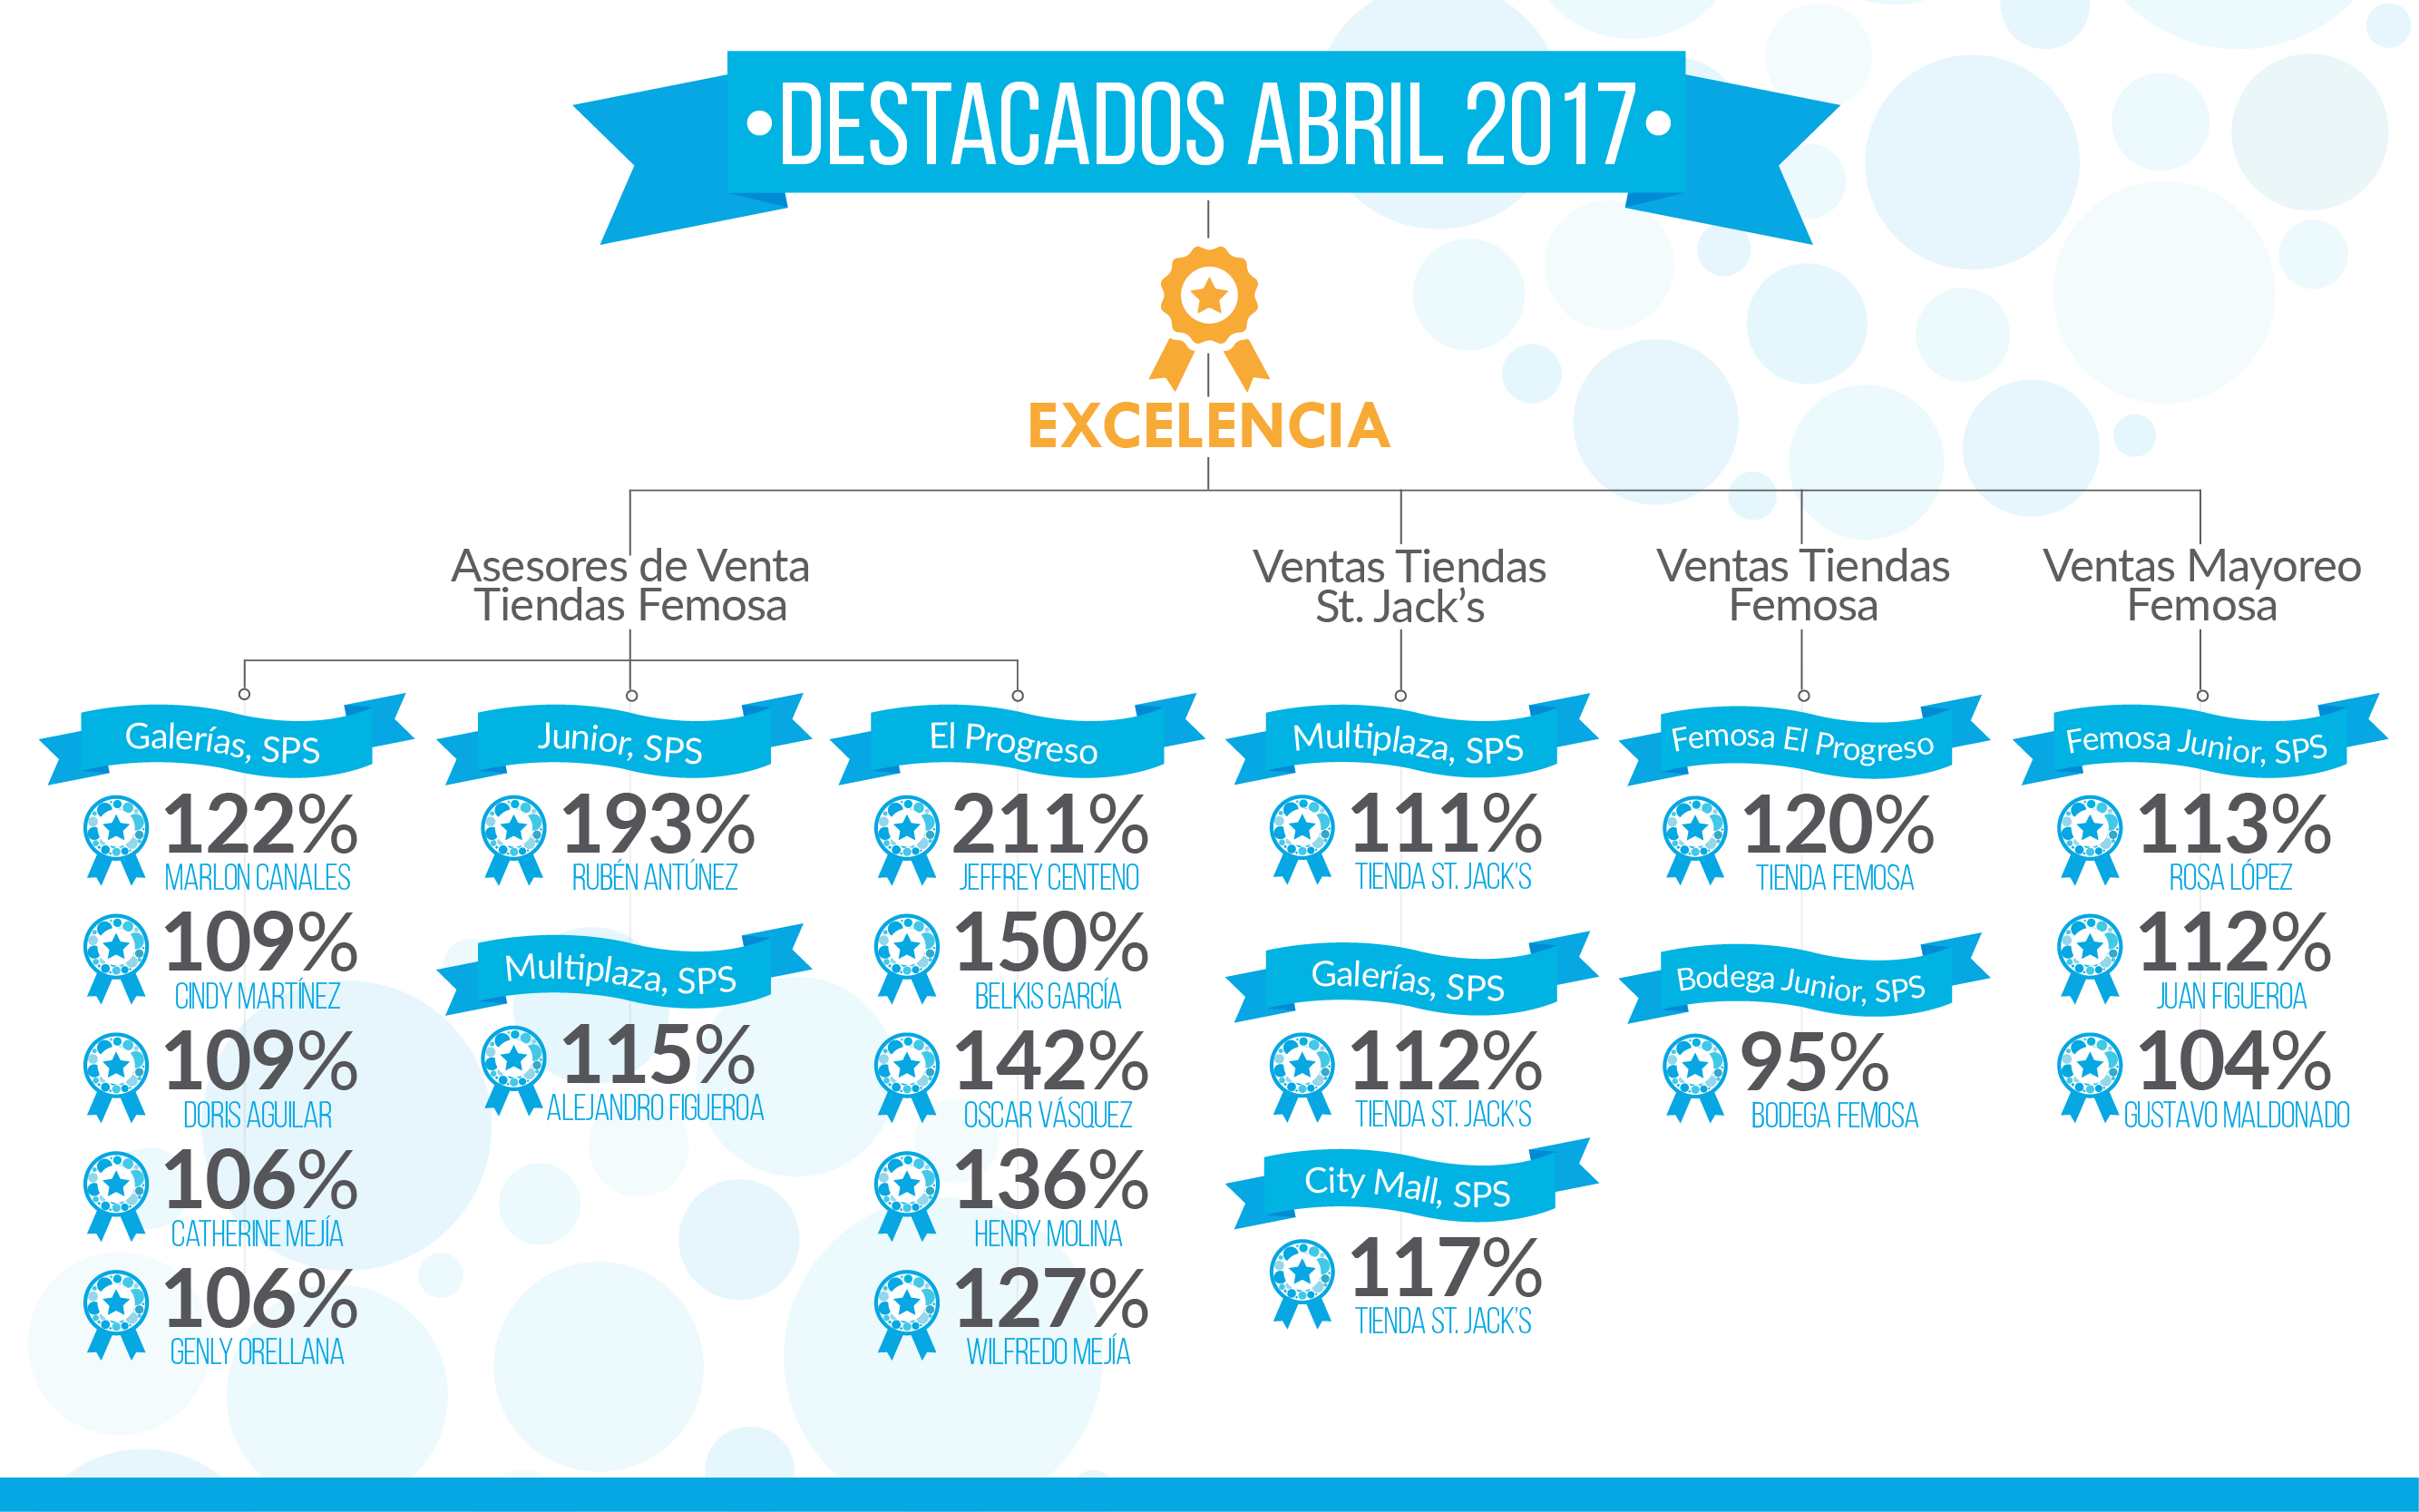 •DESTACADOS ABRIL 2017•
EXCELENCIA
Asesores de Venta
Tiendas Femosa
Galerías, SPS
122%
MARLON CANALES
109%
CINDY MARTÍNEZ
109%
DORIS AGUILAR
106%
CATHERINE MEJÍA
106%
GENLY ORELLANA
Junior, SPS
193%
RUBÉN ANTÚNEZ
Multiplaza, SPS
115%
ALEJANDRO FIGUEROA
El Progreso
211%
JEFFREY CENTENO
150%
BELKIS GARCÍA
142%
OSCAR VÁSQUEZ
136%
HENRY MOLINA
127%
WILFREDO MEJÍA
Ventas Tiendas
St. Jack's
Multiplaza, SPS
111%
TIENDA ST. JACK'S
Galerías, SPS
112%
TIENDA ST. JACK'S
City Mall, SPS
117%
TIENDA ST. JACK'S
Ventas Tiendas
Femosa
Femosa El Progreso
120%
TIENDA FEMOSA
Bodega Junior, SPS
95%
BODEGA FEMOSA
Ventas Mayoreo
Femosa
Femosa Junior, SPS
113%
ROSA LÓPEZ
112%
JUAN FIGUEROA
104%
GUSTAVO MALDONADO